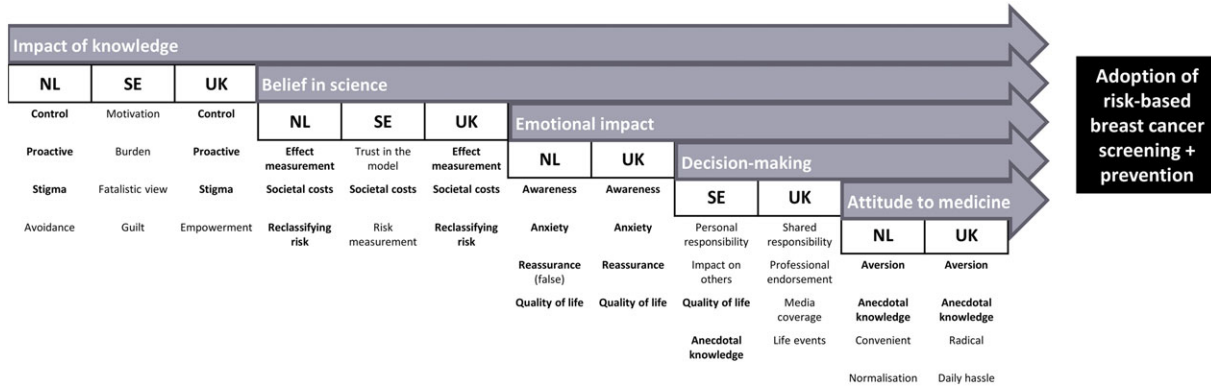 Impact of knowledge
NL SE UK
Control Motivation Control
Proactive Burden Proactive
Stigma Fatalistic view Stigma
Avoidance Guilt Empowerment
Belief in science
NL SE UK
Effect measurement Trust in the model Effect measurement
Societal costs Societal costs Societal costs
Reclassifying risk Risk measurement Reclassifying risk
Emotional impact
NL UK
Awareness Awareness
Anxiety Anxiety
Reassurance (false) Reassurance
Quality of life Quality of life
Decision-making
SE UK
Personal responsibility Shared responsibility
Impact on others Professional endorsement
Quality of life Media coverage
Anecdotal knowledge Life events
Attitude to medicine
NL UK
Aversion Aversion
Anecdotal knowledge Anecdotal knowledge
Convenient Radical
Normalisation Daily hassle
Adoption of
risk-based
breast cancer
screening +
prevention